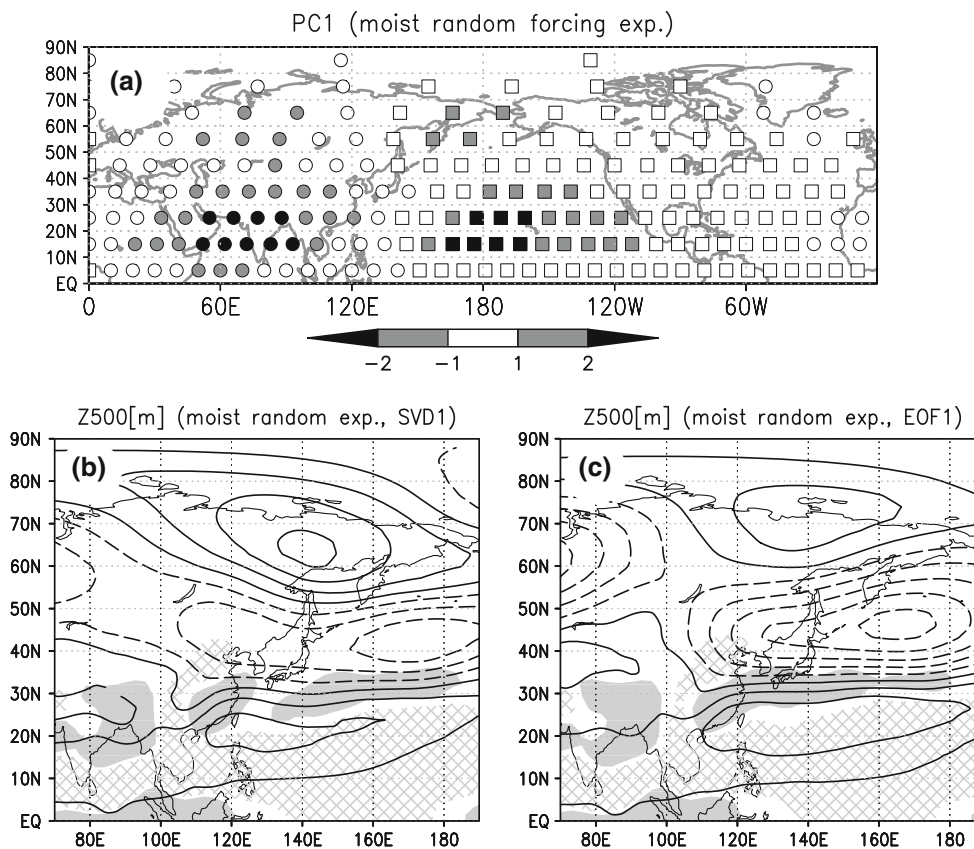 PC1 (moist random forcing exp.)
(a)
90N
80N
70N
60N
50N
40N
30N
20N
10N
EQ
0 60E 120E 180 120W 60W
−2 −1 1 2
Z500[m] (moist random exp., SVD1)
(b)
90N
80N
70N
60N
50N
40N
30N
20N
10N
EQ
80E 100E 120E 140E 160E 180
Z500[m] (moist random exp., EOF1)
(c)
90N
80N
70N
60N
50N
40N
30N
20N
10N
EQ
80E 100E 120E 140E 160E 180